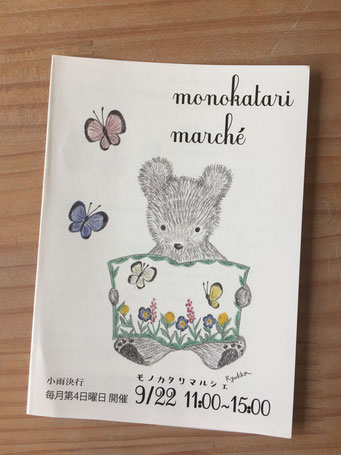 monokatari
marché
Ryukka
モノカタリマルシェ
小雨決行
毎月第4日曜日 開催
9/22 11:00~15:00